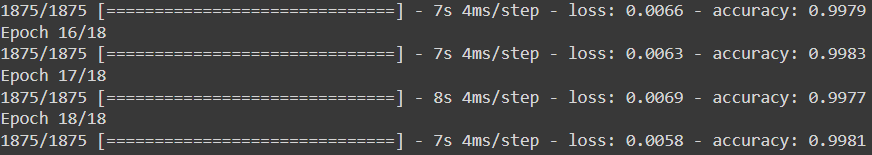 1875/1875 [==============================] - 7s 4ms/step - loss: 0.0066 - accuracy: 0.9979
Epoch 16/18
1875/1875 [==============================] - 7s 4ms/step - loss: 0.0063 - accuracy: 0.9983
Epoch 17/18
1875/1875 [==============================] - 8s 4ms/step - loss: 0.0069 - accuracy: 0.9977
Epoch 18/18
1875/1875 [==============================] - 7s 4ms/step - loss: 0.0058 - accuracy: 0.9981